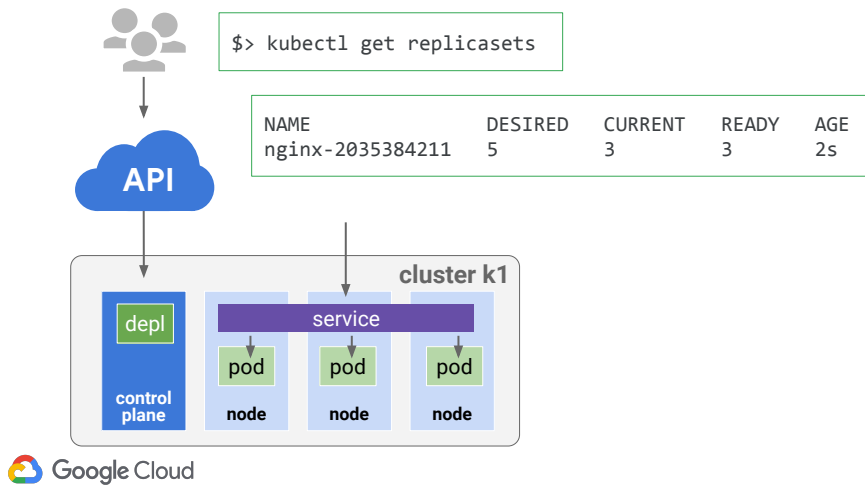 $> kubectl get replicasets
NAME DESIRED CURRENT READY AGE
nginx-2035384211 5 3 3 2s
API
cluster k1
depl
service
pod pod pod
control
plane
node node node
Google Cloud